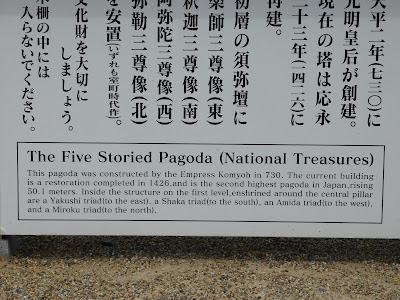 天平二年(七三〇)に
光明皇后が創建。
現在の塔は応永
三十三年(一四二六)に
再建。
初層の須弥壇に
薬師三尊像(東)
釈迦三尊像(南)
阿弥陀三尊像(西)
弥勒三尊像(北)
を安置(いずれも室町時代作)。
文化財を大切に
しましょう。
木柵の中には
入らないでください。
The Five Storied Pagoda (National Treasures)
This pagoda was constructed by the Empress Komyoh in 730. The current building
is a restoration completed in 1426,and is the second highest pagoda in Japan,rising
50.1 meters. Inside the structure on the first level,enshrined around the central pillar
are a Yakushi triad(to the east), a Shaka triad(to the south), an Amida triad(to the west),
and a Miroku triad(to the north).